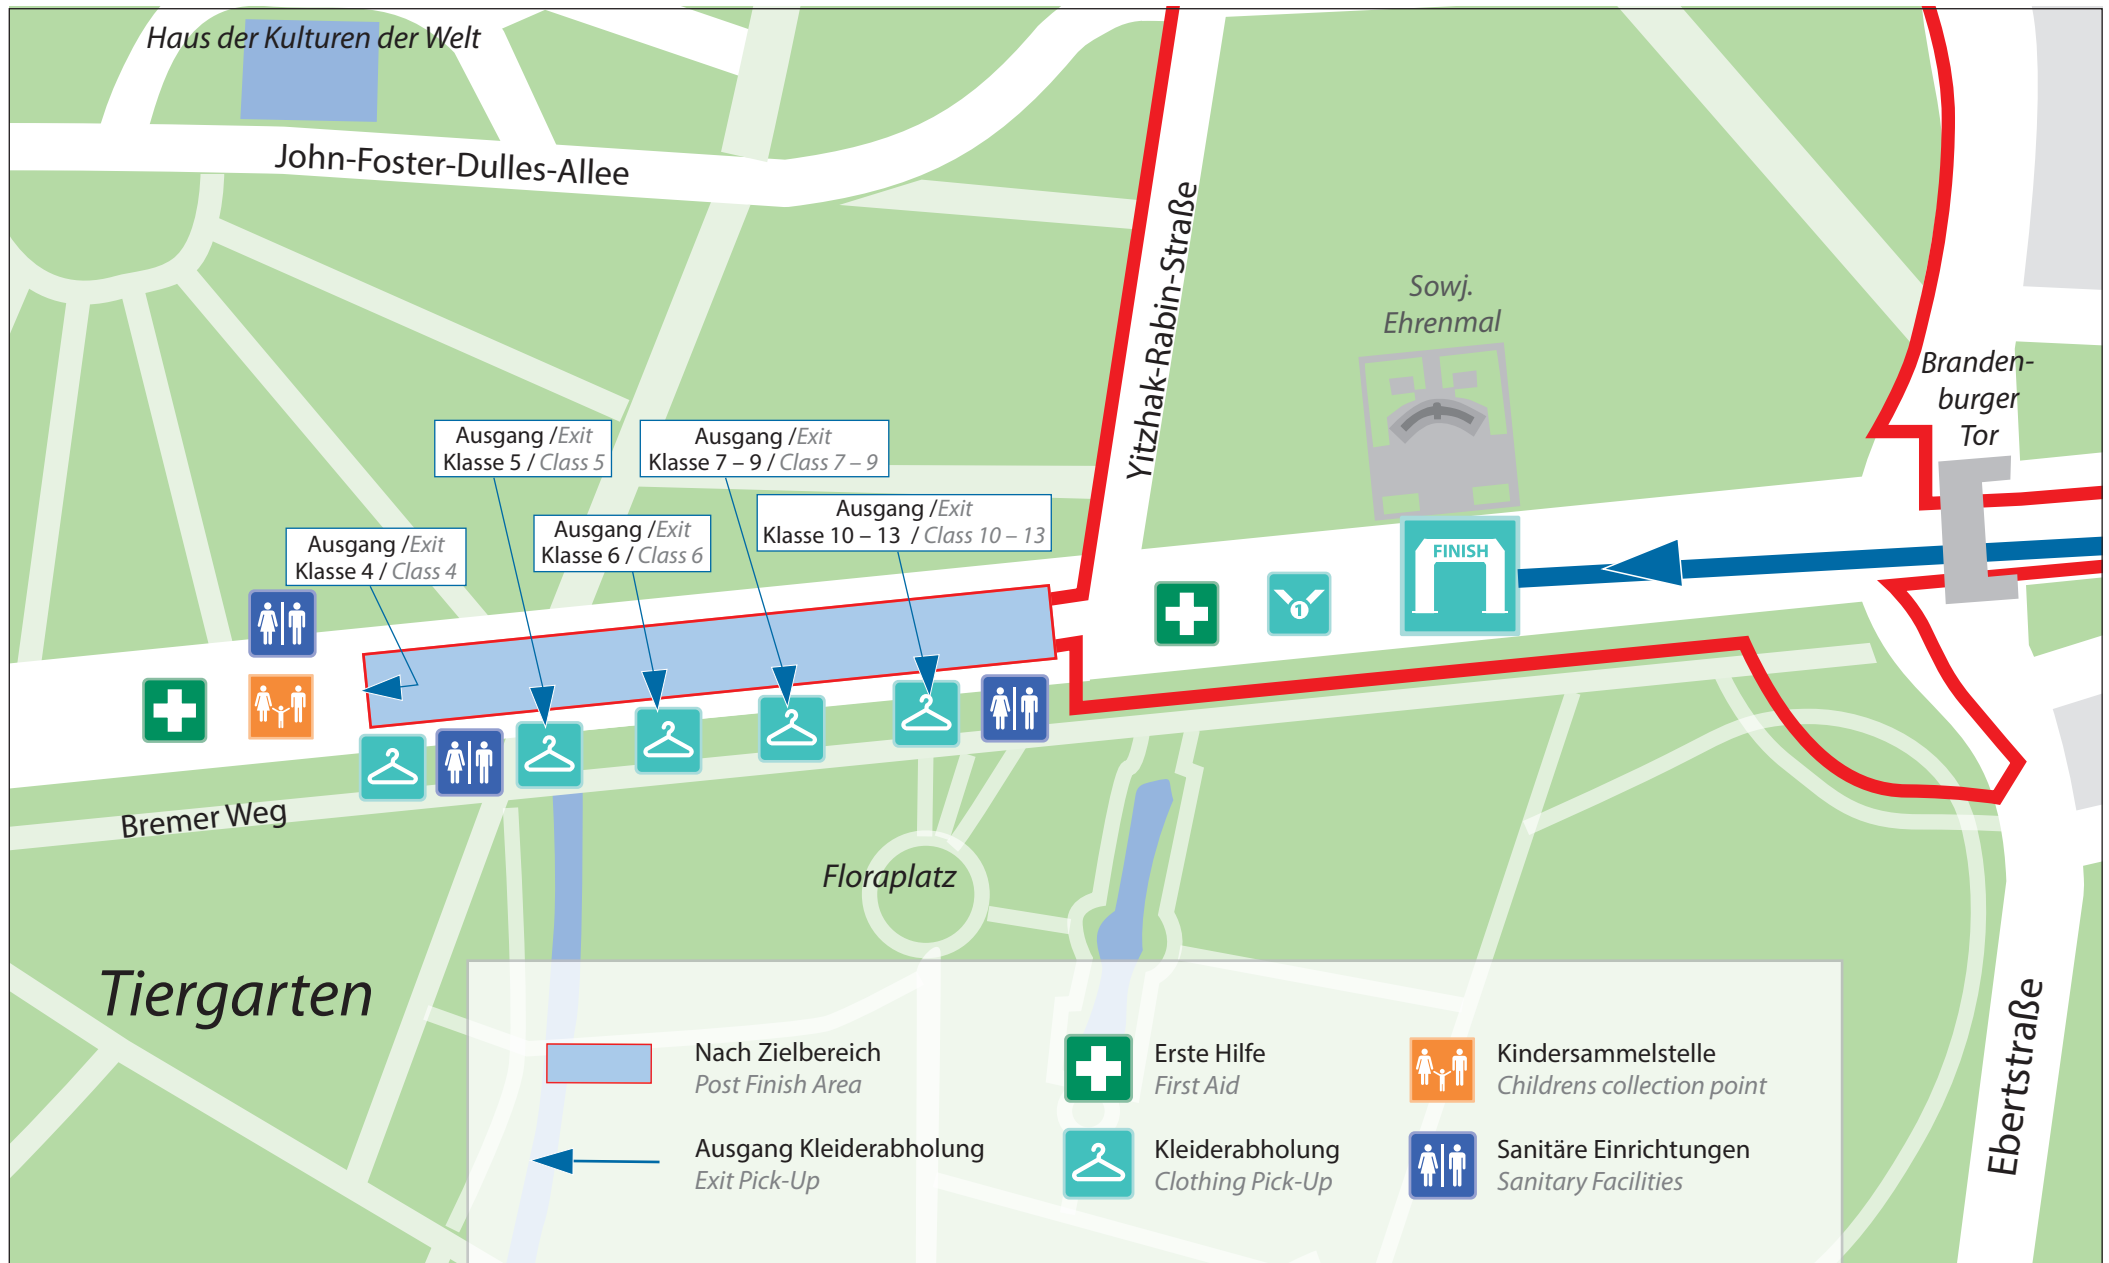 Haus der Kulturen der Welt
John-Foster-Dulles-Allee
Yitzhak-Rabin-Straße
Sowj.
Ehrenmal
Branden-
burger
Tor
Ausgang /Exit
Klasse 5 / Class 5
Ausgang /Exit
Klasse 7 – 9 / Class 7 – 9
Ausgang /Exit
Klasse 10 – 13 / Class 10 – 13
Ausgang /Exit
Klasse 6 / Class 6
Ausgang /Exit
Klasse 4 / Class 4
FINISH
1
Bremer Weg
Floraplatz
Tiergarten
Ebertstraße
Nach Zielbereich
Post Finish Area
Ausgang Kleiderabholung
Exit Pick-Up
Erste Hilfe
First Aid
Kleiderabholung
Clothing Pick-Up
Kindersammelstelle
Childrens collection point
Sanitäre Einrichtungen
Sanitary Facilities